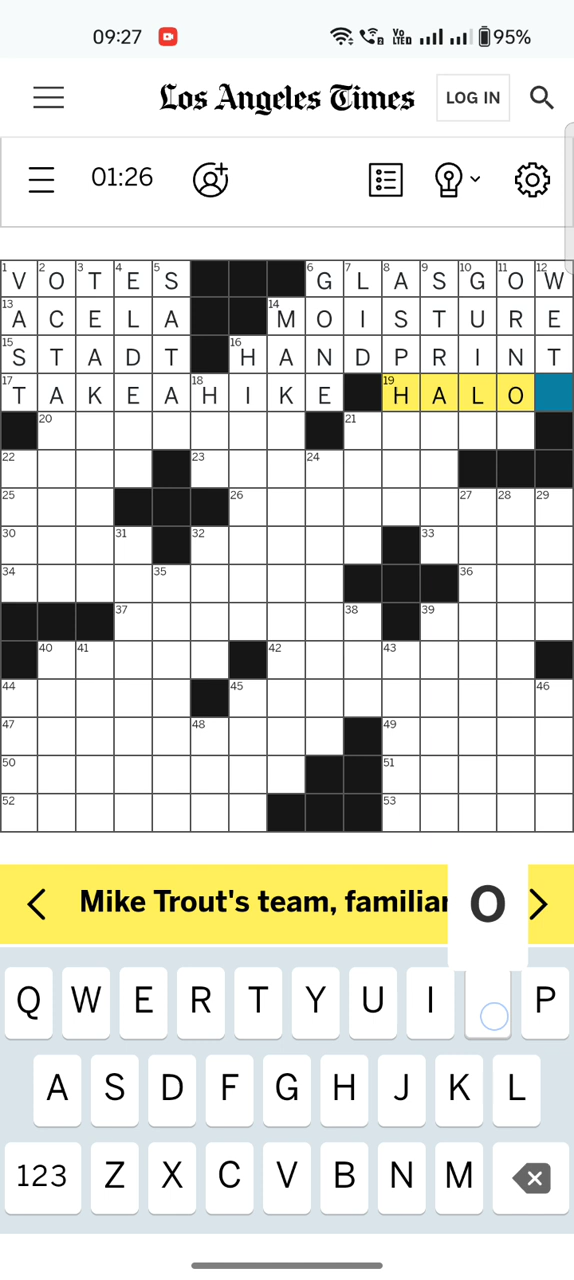 09:27 VO LTED 95%
Los Angeles Times LOG IN
01:26
1 V 2 O 3 T 4 E 5 S 6 G 7 L 8 A 9 S 10 G 11 O 12 W
13 A C E L A 14 M O I S T U R E
15 S T A D T 16 H A N D P R I N T
17 T A K E A 18 H I K E 19 H A L O
20 21
22 23 24
25 26 27 28 29
30 31 32 33
34 35 36
37 38 39
40 41 42 43
44 45 46
47 48 49
50 51
52 53
Mike Trout's team, familiar O
Q W E R T Y U I P
A S D F G H J K L
123 Z X C V B N M